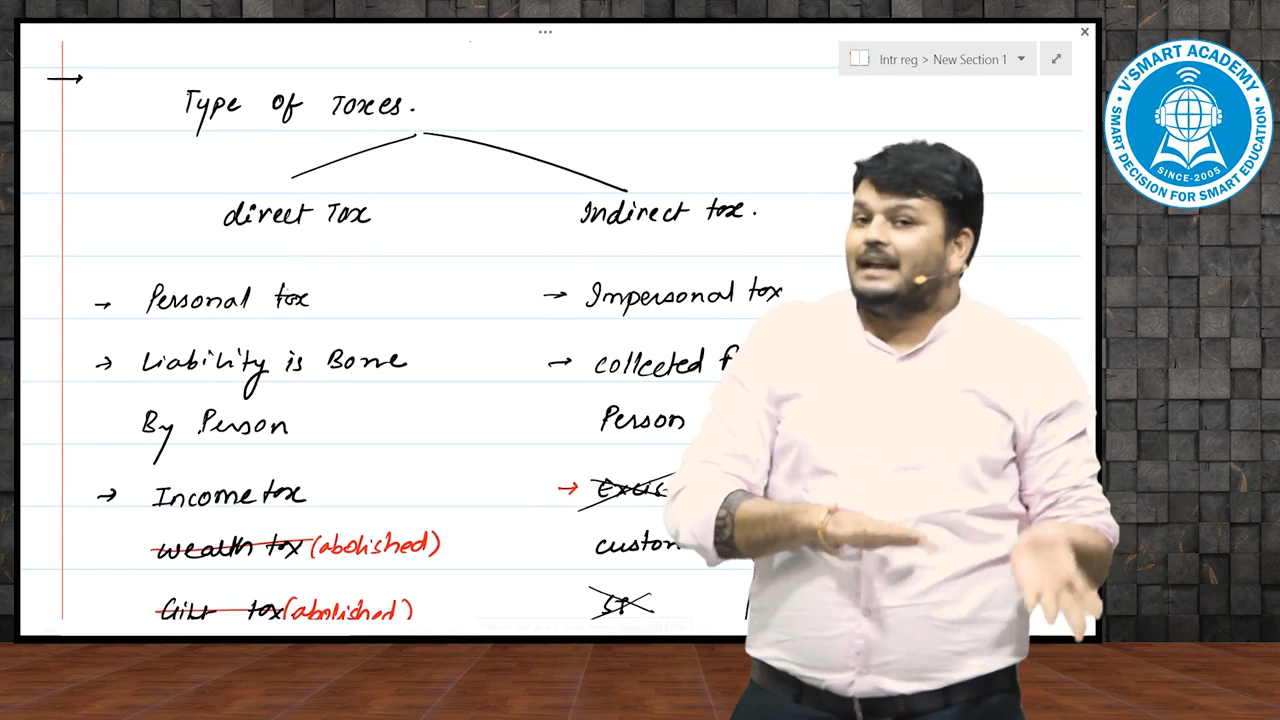 Intr reg > New Section 1
→ Type of Taxes.
direct Tax
Indirect tax.
→ Personal tax
→ Liability is Borne
By Person
→ Income tax
wealth tax (abolished)
Gift tax (abolished)
→ Impersonal tax
→ collected
Person
→
V'SMART ACADEMY
SINCE-2005
SMART DECISION FOR SMART EDUCATION